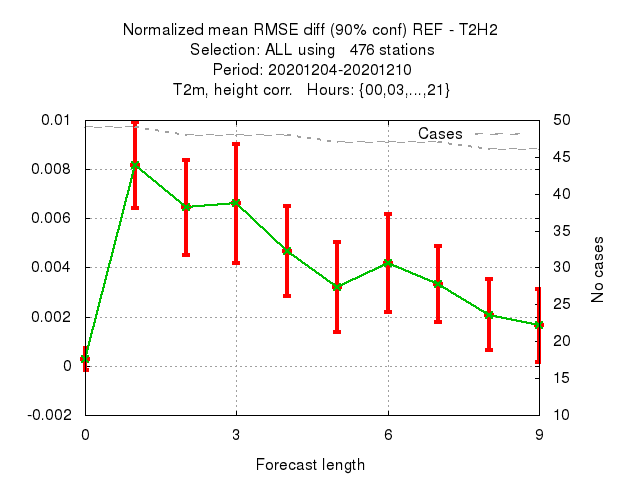 Normalized mean RMSE diff (90% conf) REF - T2H2
Selection: ALL using 476 stations
Period: 20201204-20201210
T2m, height corr. Hours: {00,03,...,21}
Cases
0.01
0.008
0.006
0.004
0.002
0
-0.002
50
45
40
35
30
25
20
15
10
No cases
0
3
6
9
Forecast length